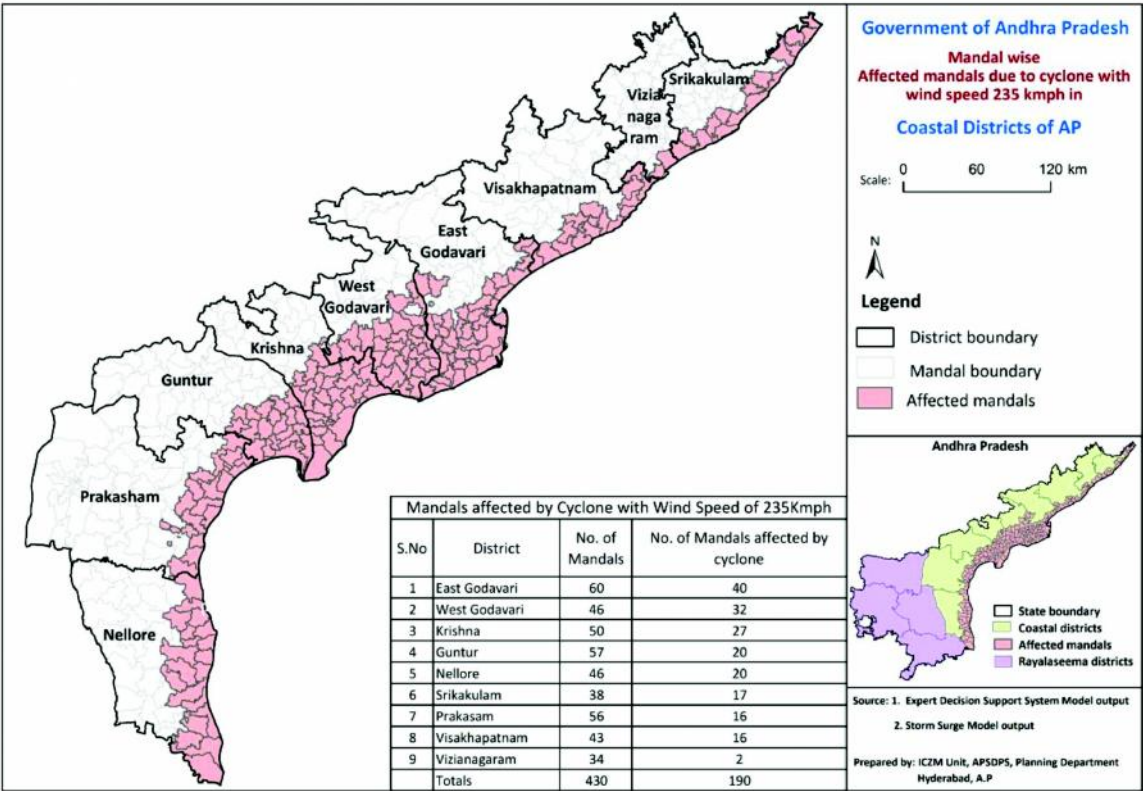 Srikakulam
Vizia
naga
ram
Visakhapatnam
East
Godavari
West
Godavari
Krishna
Guntur
Prakasham
Nellore
Mandals affected by Cyclone with Wind Speed of 235Kmph
S.No District No. of Mandals No. of Mandals affected by cyclone
1 East Godavari 60 40
2 West Godavari 46 32
3 Krishna 50 27
4 Guntur 57 20
5 Nellore 46 20
6 Srikakulam 38 17
7 Prakasam 56 16
8 Visakhapatnam 43 16
9 Vizianagaram 34 2
Totals 430 190
Government of Andhra Pradesh
Mandal wise
Affected mandals due to cyclone with
wind speed 235 kmph in
Coastal Districts of AP
Scale: 0 60 120 km
N
Legend
District boundary
Mandal boundary
Affected mandals
Andhra Pradesh
State boundary
Coastal districts
Affected mandals
Rayalaseema districts
Source: 1. Expert Decision Support System Model output
2. Storm Surge Model output
Prepared by: ICZM Unit, APSDPS, Planning Department
Hyderabad, A.P